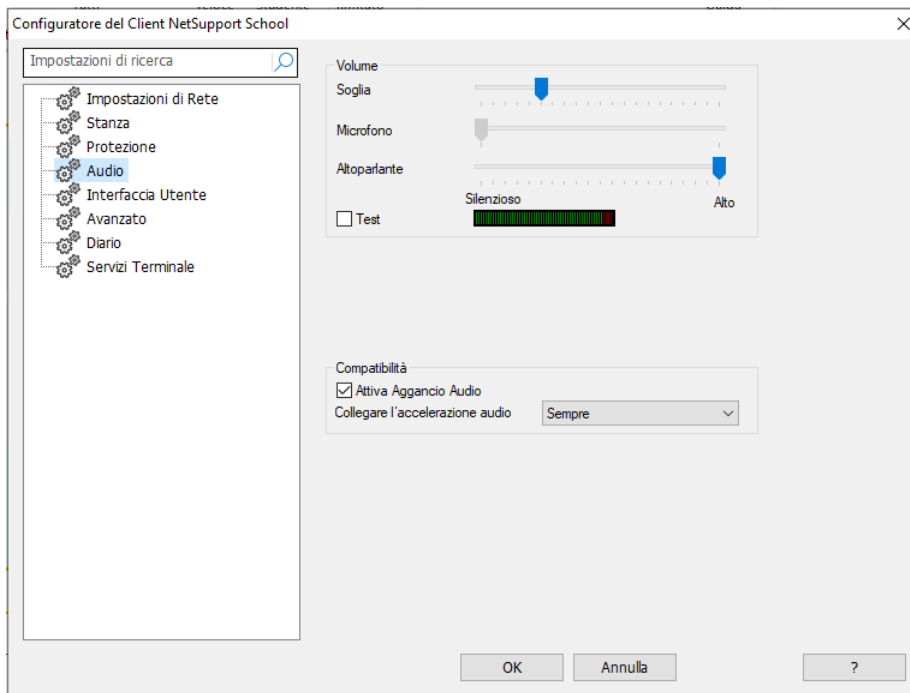 Configuratore del Client NetSupport School
Impostazioni di ricerca
Impostazioni di Rete
Stanza
Protezione
Audio
Interfaccia Utente
Avanzato
Diario
Servizi Terminale
Volume
Soglia
Microfono
Altoparlante
Silenzioso
Alto
Test
Compatibilità
Attiva Aggancio Audio
Collegare l'accelerazione audio Sempre
OK Annulla ?